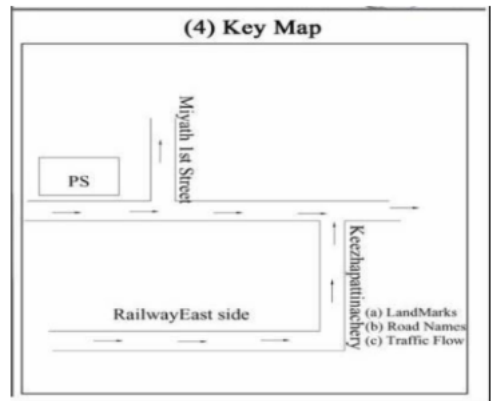 (4) Key Map
Miyath 1st Street
PS
Keezhapattinachery
RailwayEast side
(a) LandMarks
(b) Road Names
(c) Traffic Flow